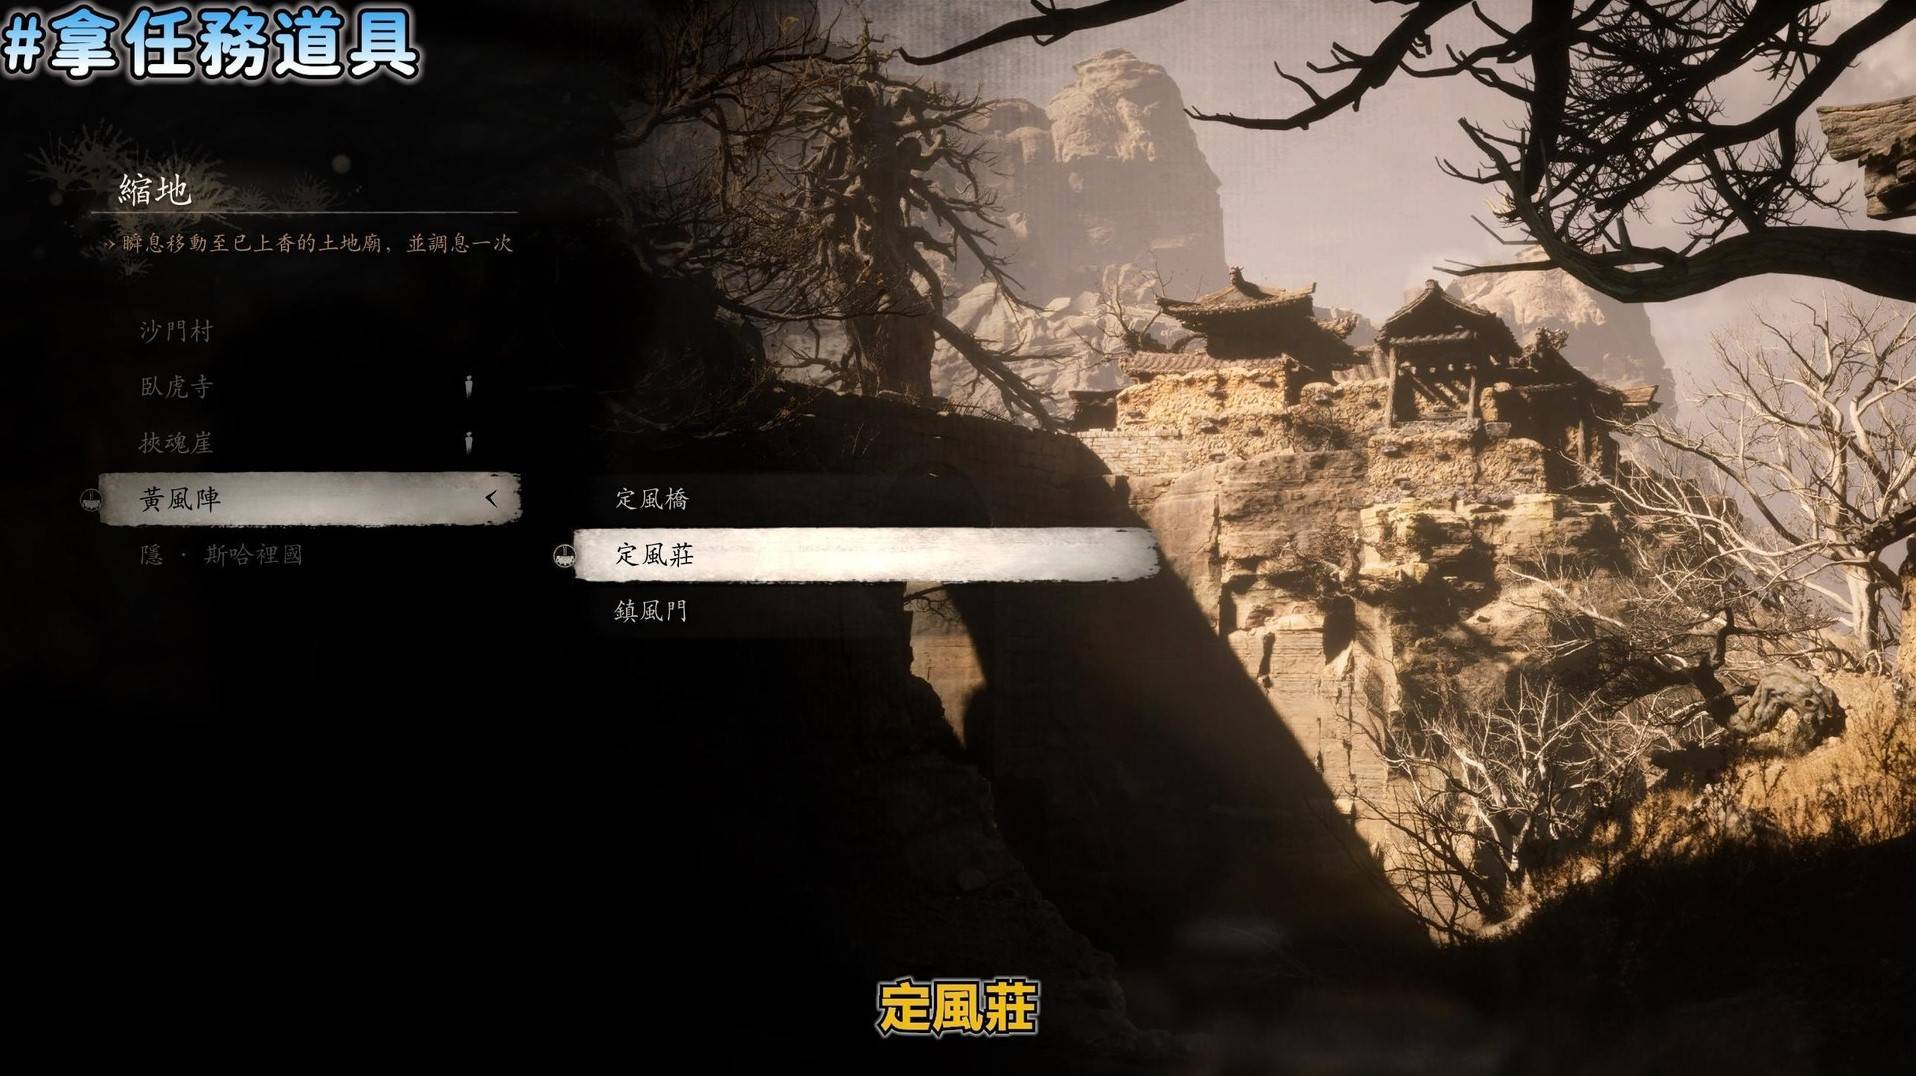 #拿任務道具
縮地
瞬息移動至已上香的土地廟，並調息一次
沙門村
臥虎寺
挾魂崖
黃風陣
隱 · 斯哈裡國
定風橋
定風莊
鎮風門
定風莊